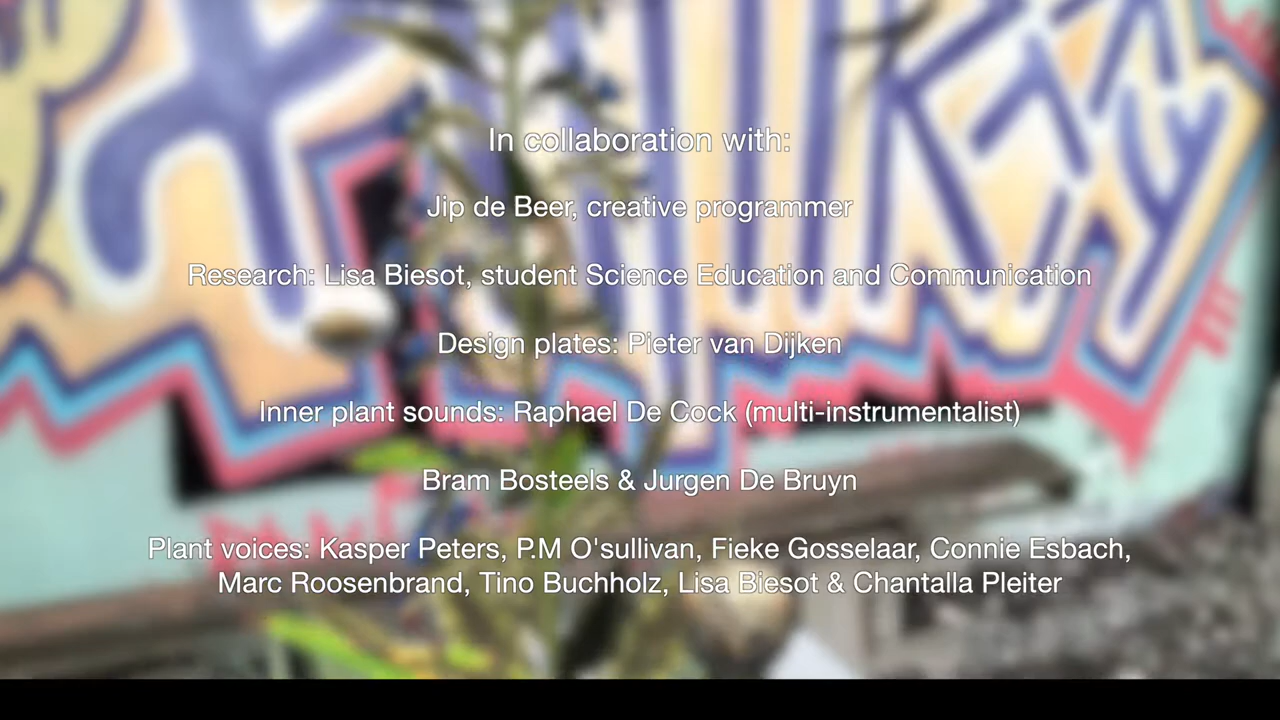 In collaboration with:
Jip de Beer, creative programmer
Research: Lisa Biesot, student Science Education and Communication
Design plates: Pieter van Dijken
Inner plant sounds: Raphael De Cock (multi-instrumentalist)
Bram Bosteels & Jurgen De Bruyn
Plant voices: Kasper Peters, P.M O'sullivan, Fieke Gosselaar, Connie Esbach,
Marc Roosenbrand, Tino Buchholz, Lisa Biesot & Chantalla Pleiter